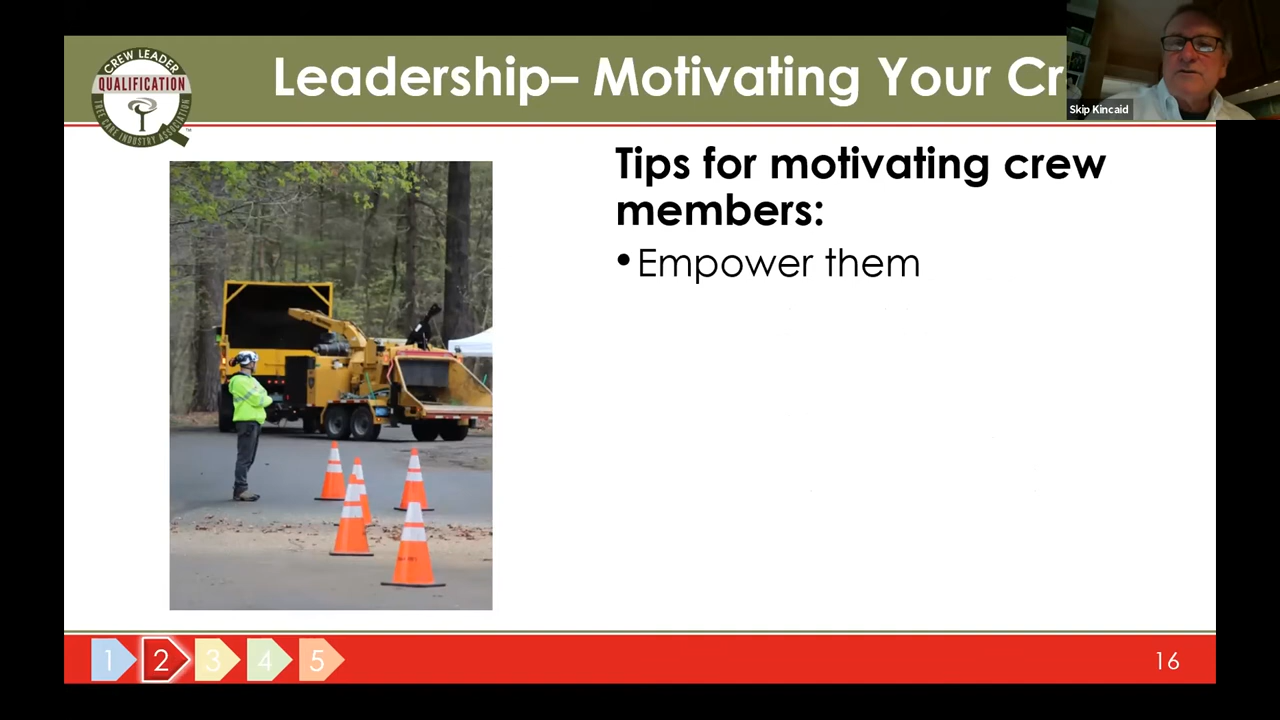 CREW LEADER
QUALIFICATION
TREE CARE INDUSTRY ASSOCIATION
Leadership– Motivating Your Cr
Skip Kincaid
Tips for motivating crew
members:
•Empower them
1 2 3 4 5
16